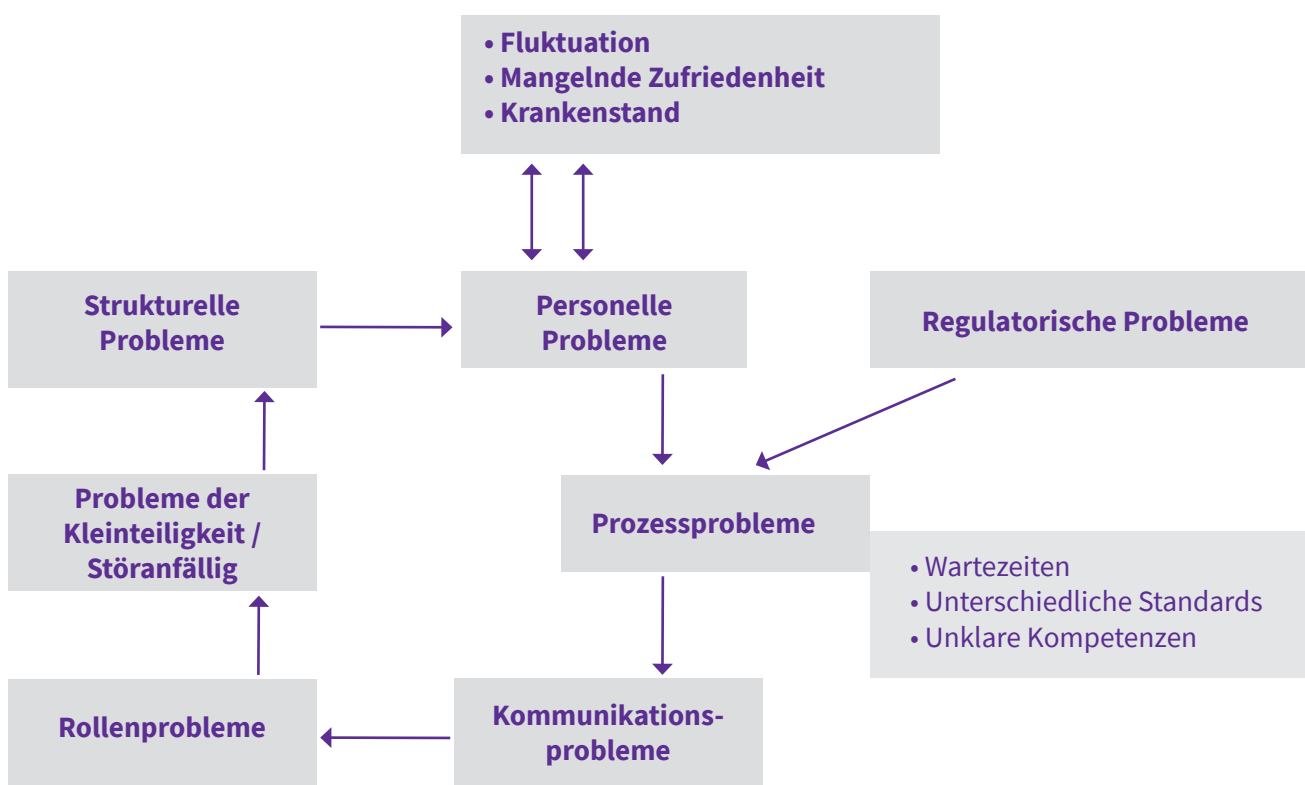 • Fluktuation
• Mangelnde Zufriedenheit
• Krankenstand
Strukturelle
Probleme
Personelle
Probleme
Regulatorische Probleme
Probleme der
Kleinteiligkeit /
Störanfällig
Prozessprobleme
• Wartezeiten
• Unterschiedliche Standards
• Unklare Kompetenzen
Rollenprobleme
Kommunikations-
probleme